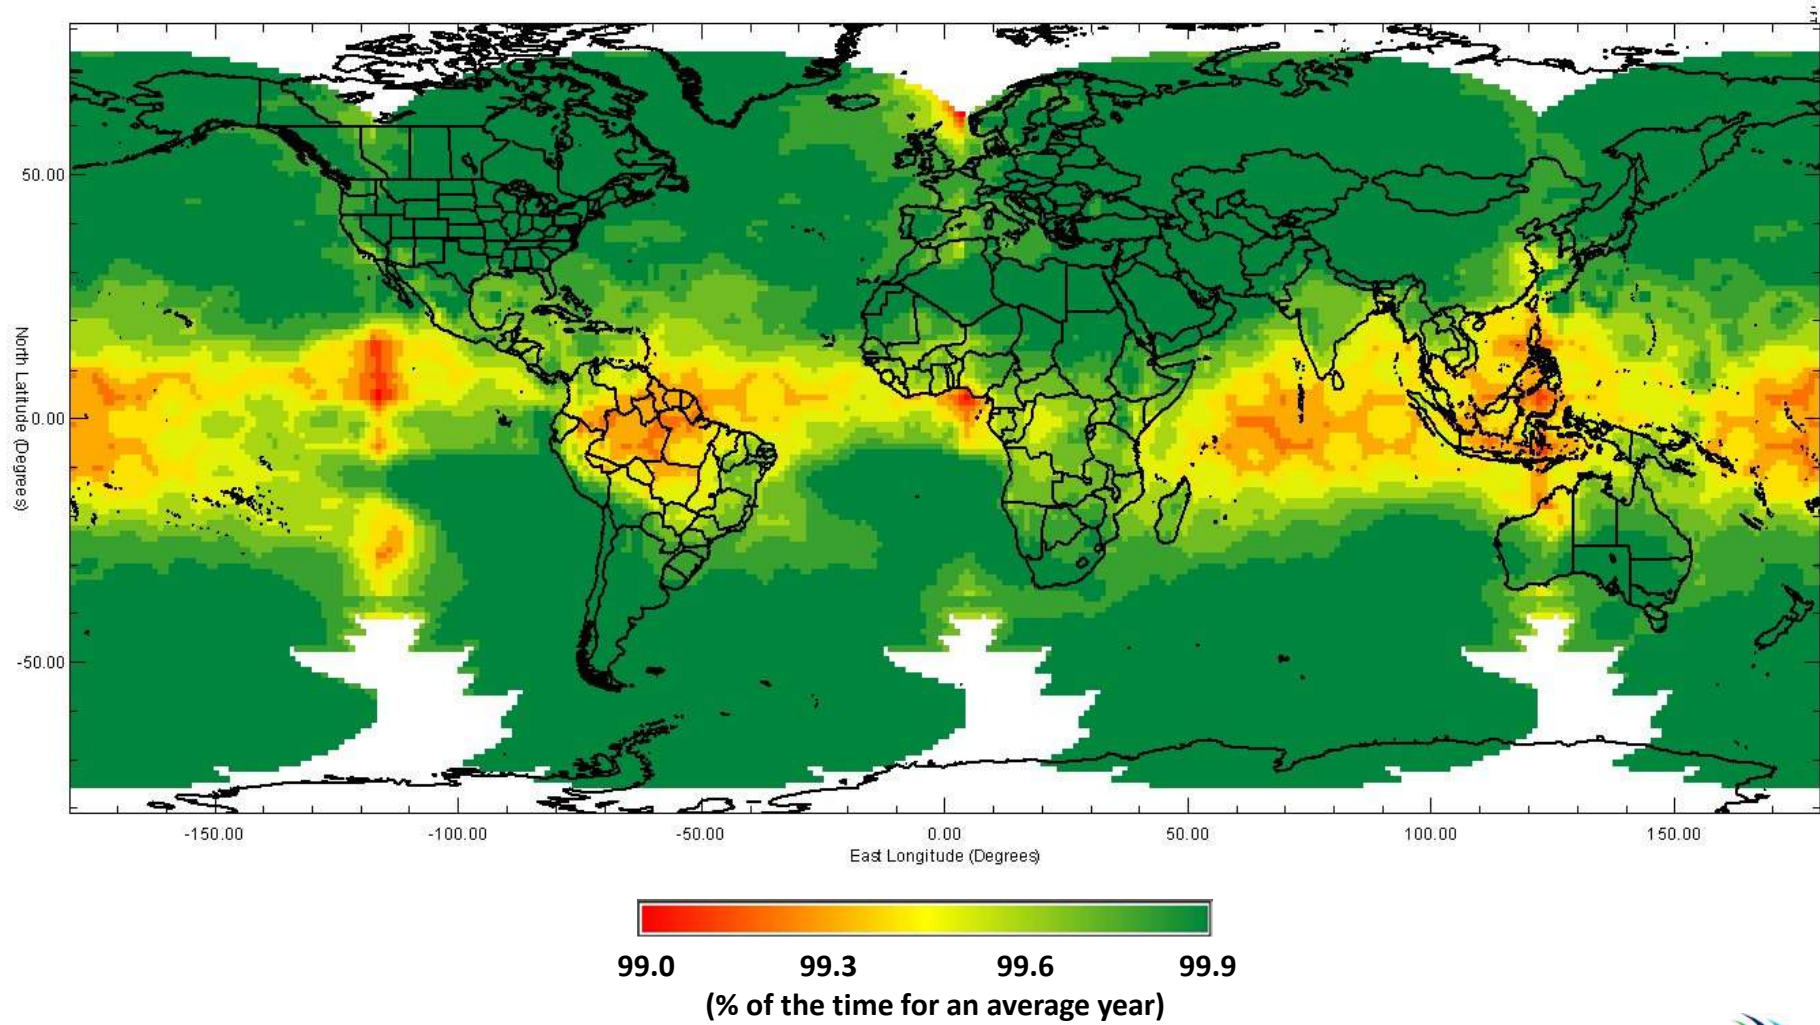 50.00
0.00
-50.00
North Latitude (Degrees)
-150.00 -100.00 -50.00 0.00 50.00 100.00 150.00
East Longitude (Degrees)
99.0 99.3 99.6 99.9
(% of the time for an average year)